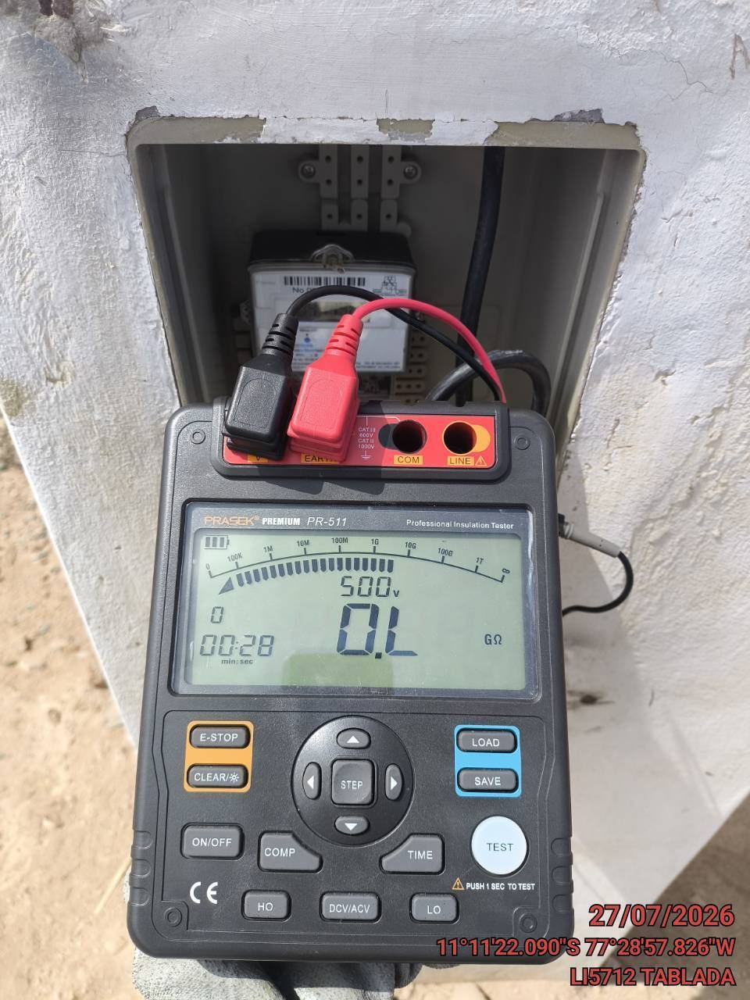 A
No
CAT III
600V
CAT II
1000V
V
EARTH
COM
LINE
PRASEK® PREMIUM PR-511
Professional Insulation Tester
0 100K 1M 10M 100M 1G 10G 100G 1T ∞
500v
0
0.L
GΩ
00:28
min:sec
E-STOP
CLEAR/
LOAD
SAVE
STEP
ON/OFF
COMP
TIME
TEST
PUSH 1 SEC TO TEST
CE
HO
DCV/ACV
LO
27/07/2026
11°11'22.090"S 77°28'57.826"W
LI5712 TABLADA